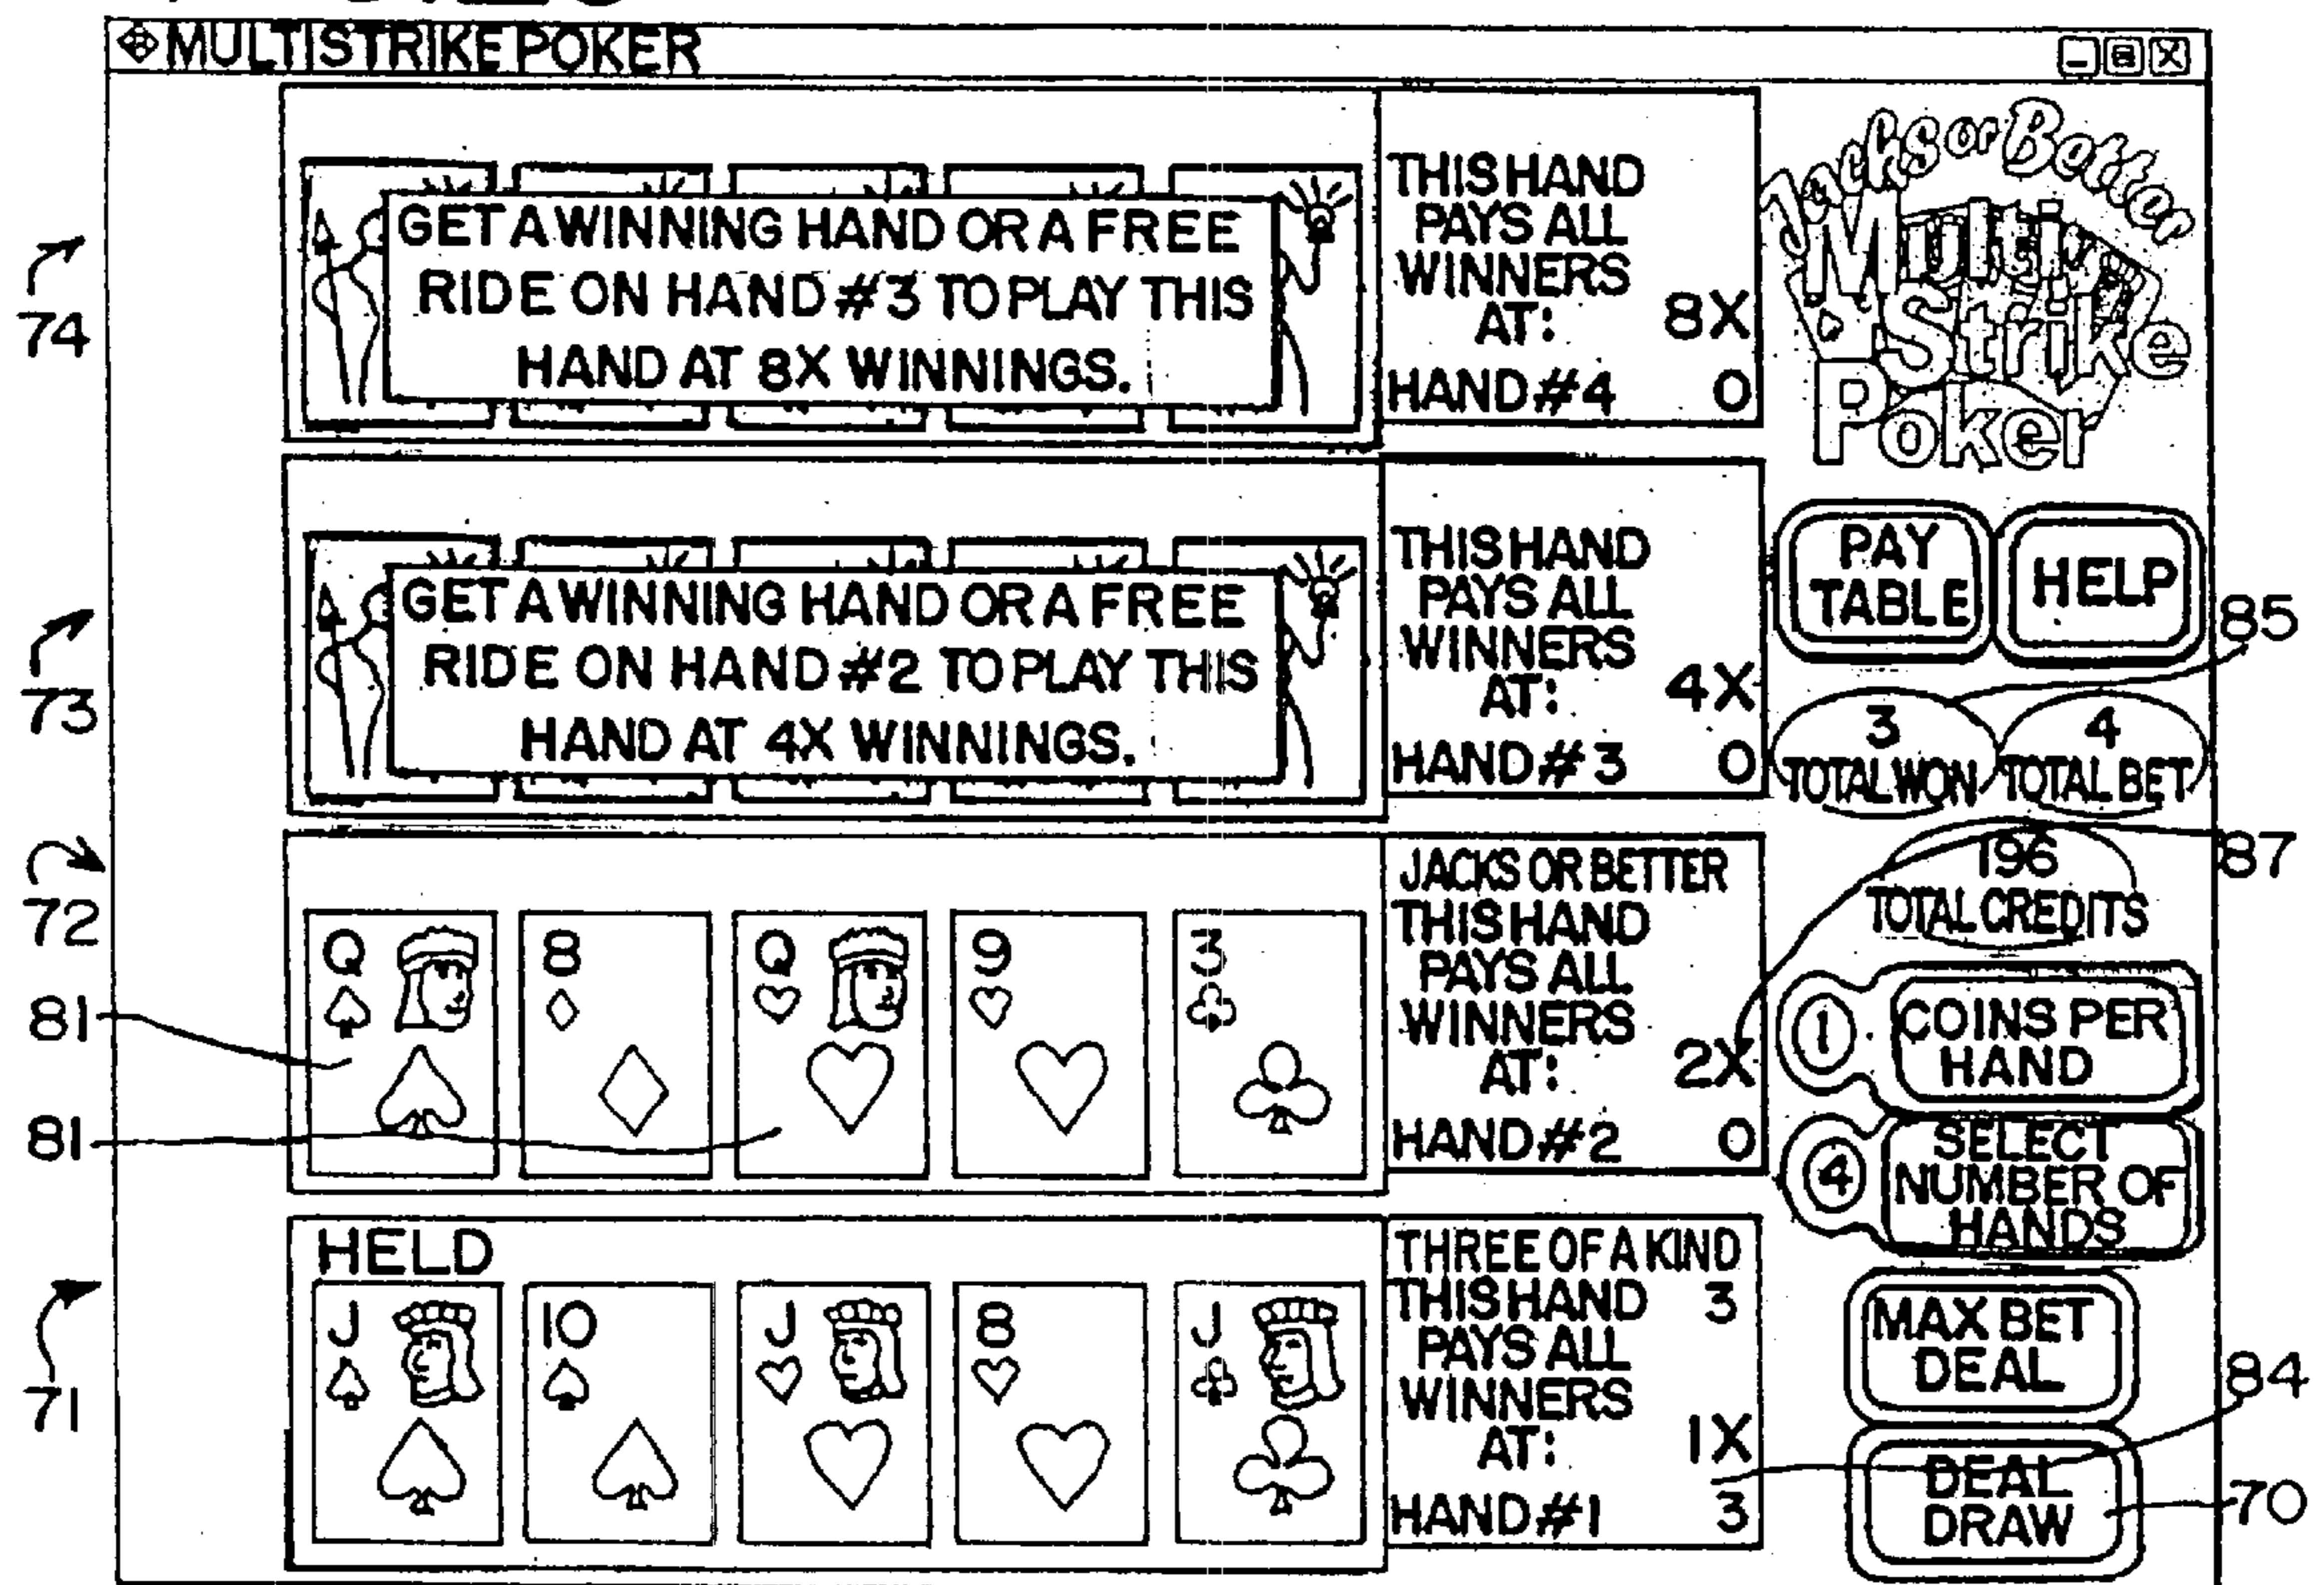 MULTISTRIKE POKER
GET A WINNING HAND OR A FREE
RIDE ON HAND #3 TO PLAY THIS
HAND AT 8X WINNINGS.
THIS HAND
PAYS ALL
WINNERS
AT: 8X
HAND #4 0
Jacks or Better
Multi
Strike
Poker
74
GET A WINNING HAND OR A FREE
RIDE ON HAND #2 TO PLAY THIS
HAND AT 4X WINNINGS.
THIS HAND
PAYS ALL
WINNERS
AT: 4X
HAND #3 0
PAY
TABLE
HELP
85
73
3
TOTAL WON
4
TOTAL BET
87
196
TOTAL CREDITS
72
81
81
Q
8
Q
9
3
JACKS OR BETTER
THIS HAND
PAYS ALL
WINNERS
AT: 2X
HAND #2 0
1
COINS PER
HAND
4
SELECT
NUMBER OF
HANDS
71
HELD
J
10
J
8
J
THREE OF A KIND
THIS HAND 3
PAYS ALL
WINNERS
AT: 1X
HAND #1 3
MAX BET
DEAL
84
DEAL
DRAW
70